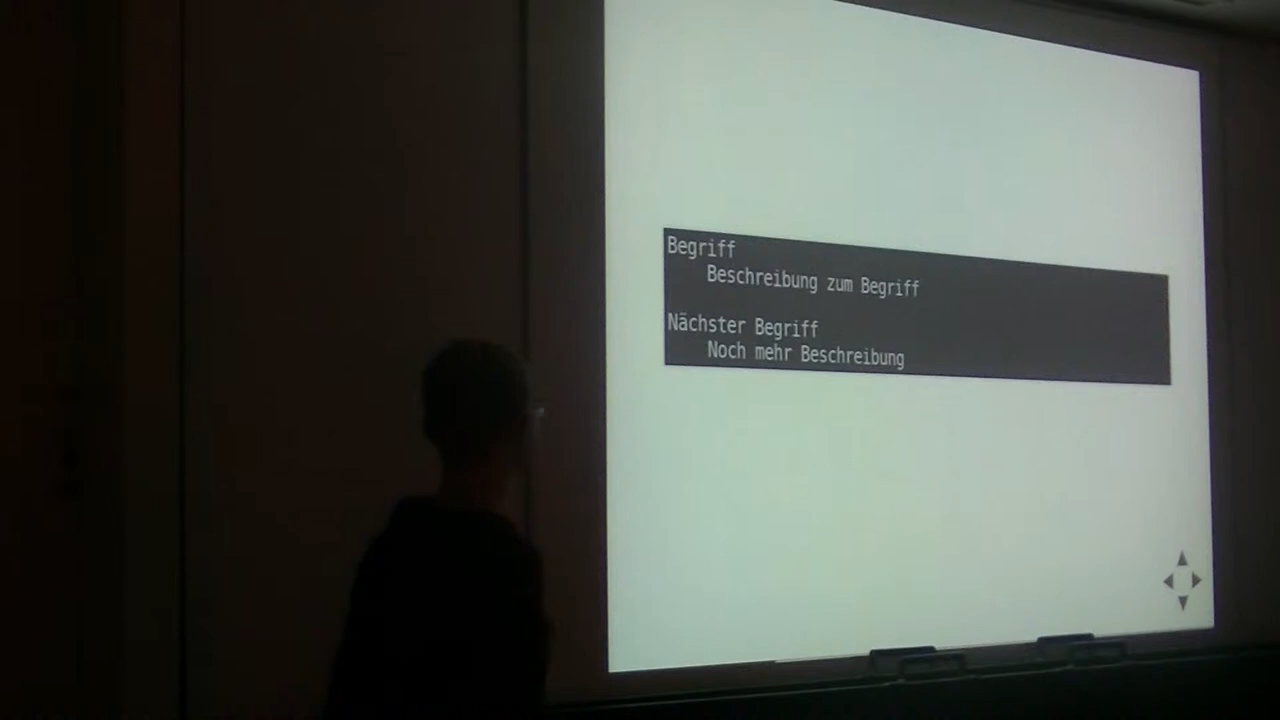 Begriff
Beschreibung zum Begriff
Nächster Begriff
Noch mehr Beschreibung